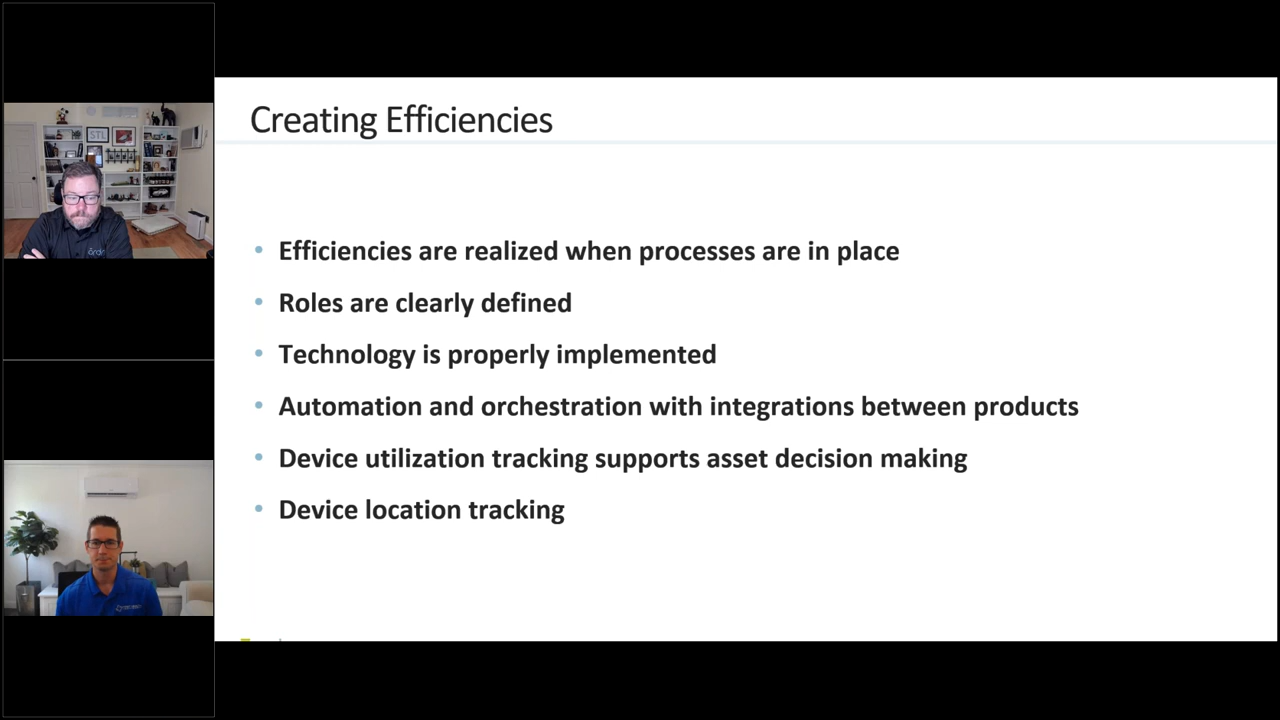 STL
Creating Efficiencies
• Efficiencies are realized when processes are in place
• Roles are clearly defined
• Technology is properly implemented
• Automation and orchestration with integrations between products
• Device utilization tracking supports asset decision making
• Device location tracking